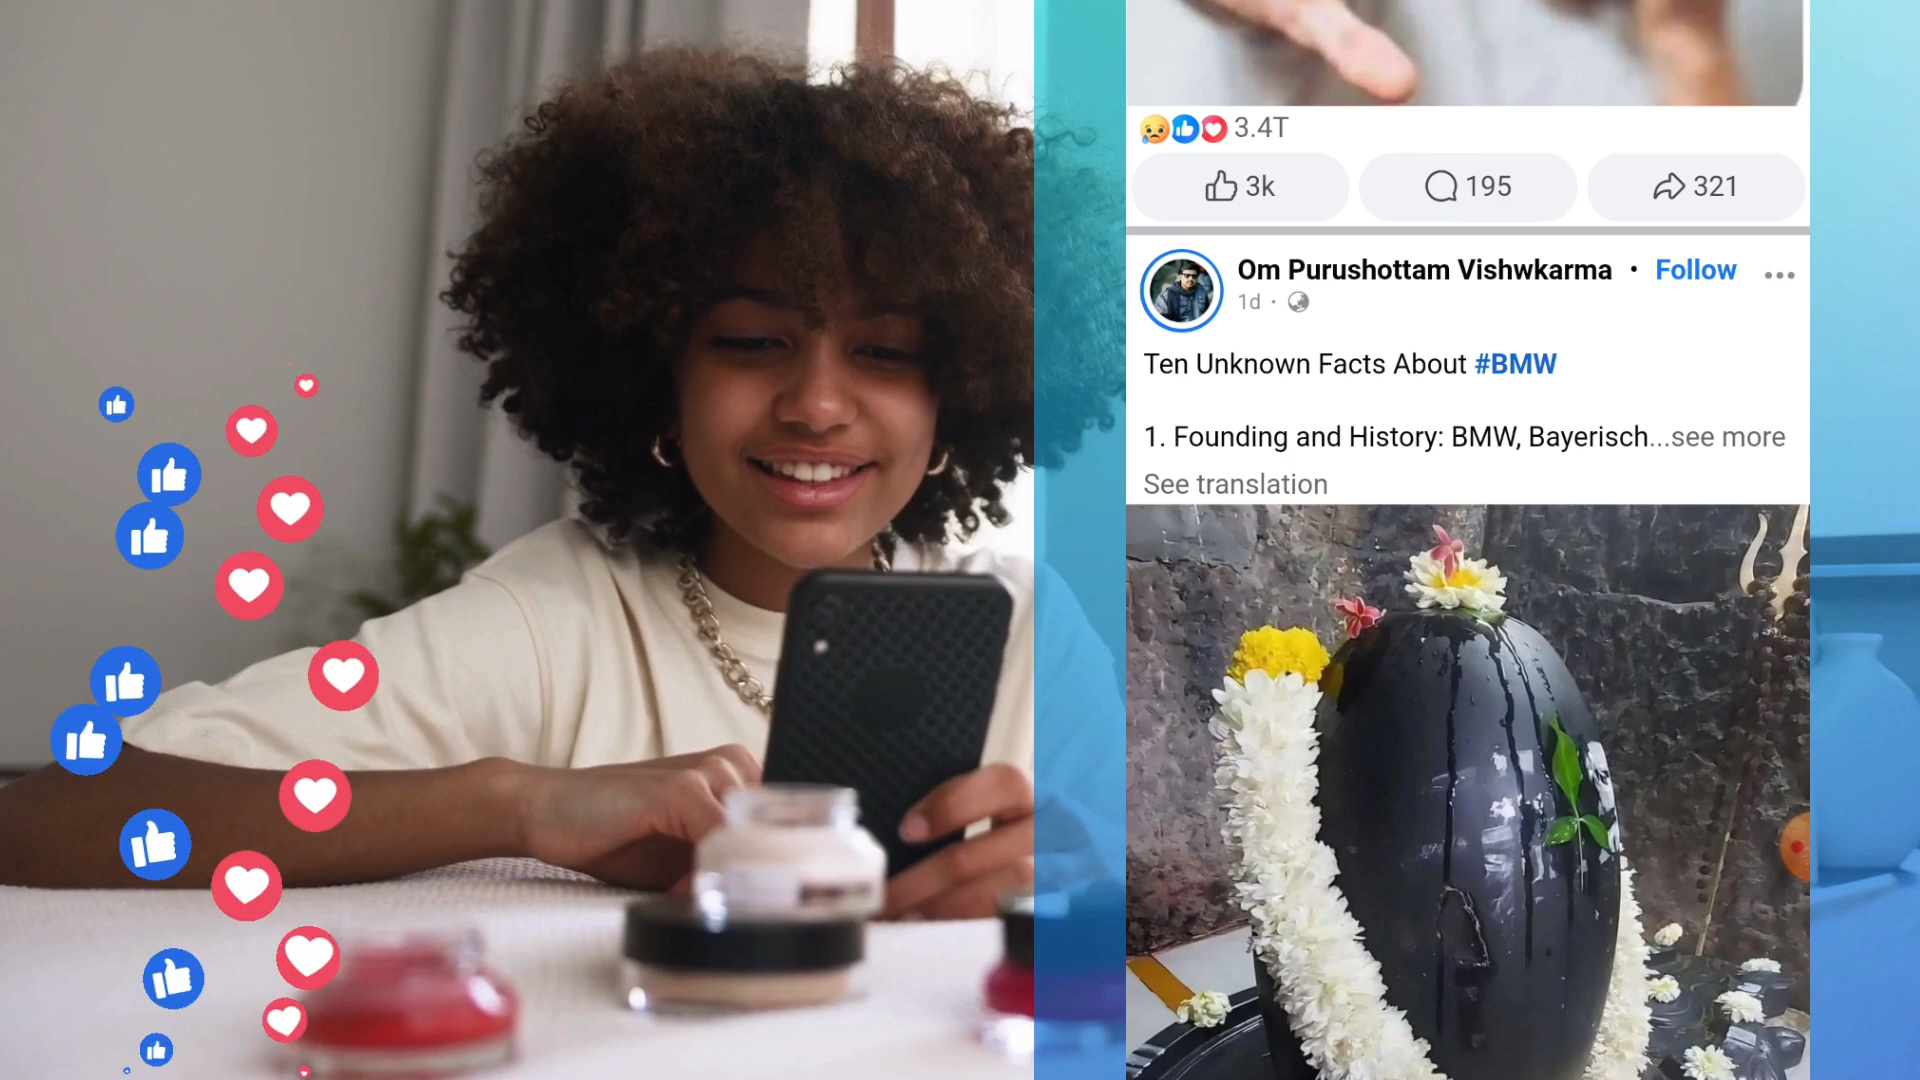 3.4T
3k
195
321
Om Purushottam Vishwkarma · Follow
1d ·
Ten Unknown Facts About #BMW
1. Founding and History: BMW, Bayerisch...see more
See translation